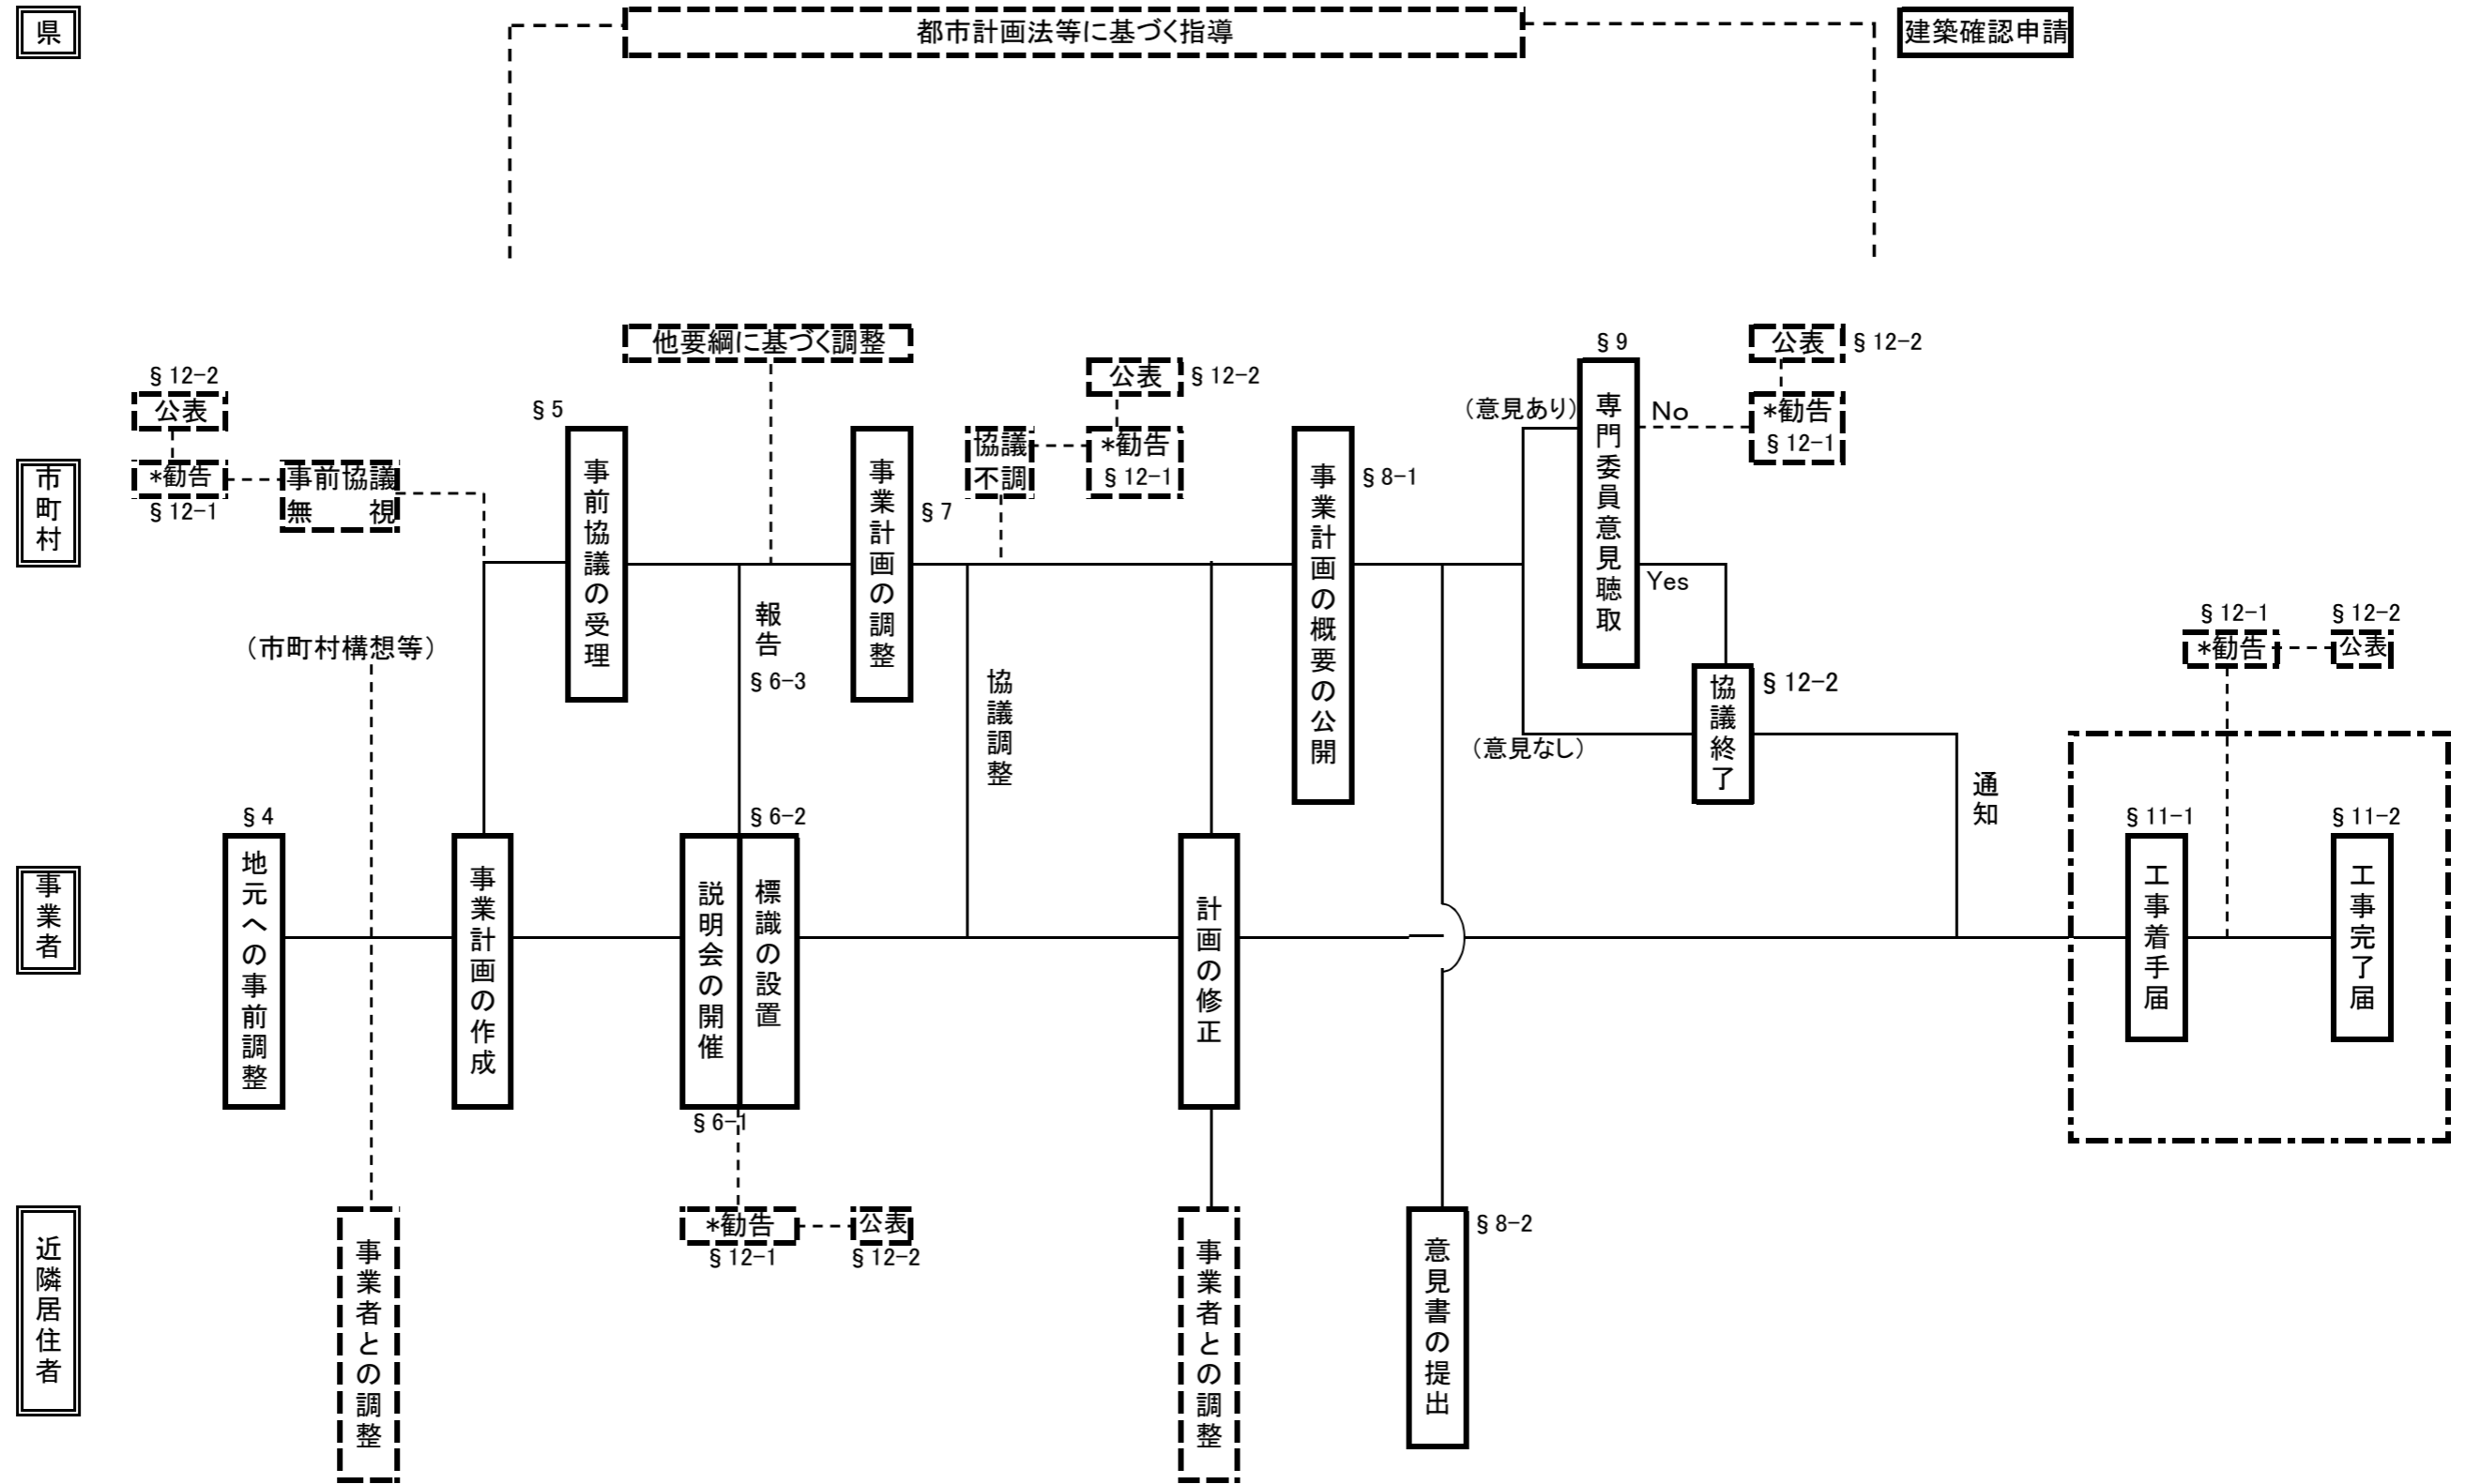 県
都市計画法等に基づく指導
建築確認申請
他要綱に基づく調整
§9
公表
§12-2
§12-2
公表
§12-2
公表
§5
(意見あり)
No
*勧告
§12-1
市町村
*勧告
§12-1
事前協議
無視
事前協議の受理
事業計画の調整
§7
協議
不調
*勧告
§12-1
事業計画の概要の公開
§8-1
専門委員意見聴取
Yes
(市町村構想等)
報告
§6-3
協議調整
(意見なし)
協議終了
§12-2
通知
§12-1
*勧告
§12-2
公表
事業者
§4
地元への事前調整
事業計画の作成
§6-2
説明会の開催
標識の設置
§6-1
計画の修正
§11-1
工事着手届
§11-2
工事完了届
近隣居住者
事業者との調整
*勧告
§12-1
公表
§12-2
事業者との調整
意見書の提出
§8-2